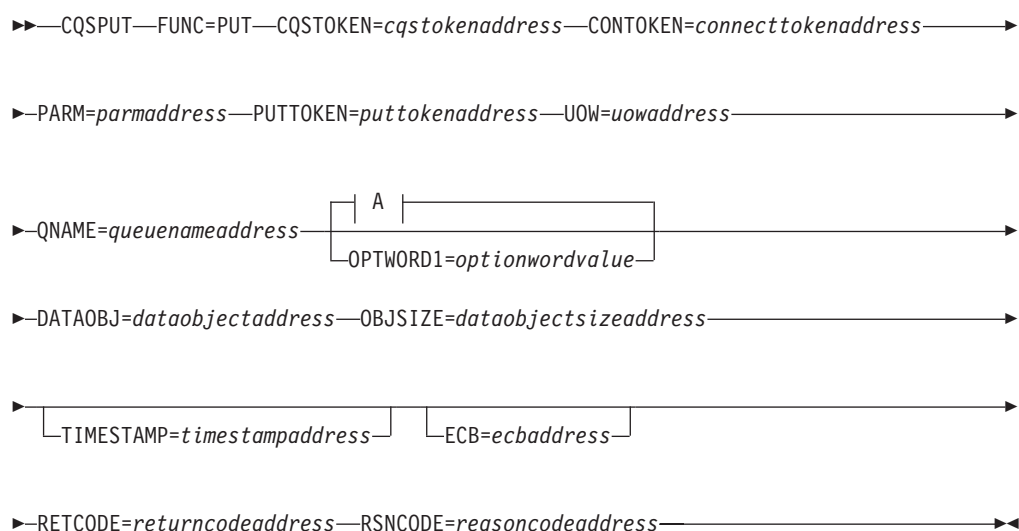 CQSPUT FUNC=PUT CQSTOKEN=cqstokenaddress CONTOKEN=connecttokenaddress
PARM=parmaddress PUTTOKEN=puttokenaddress UOW=uowaddress
A
QNAME=queuenameaddress
OPTWORD1=optionwordvalue
DATAOBJ=dataobjectaddress OBJSIZE=dataobjectsizeaddress
TIMESTAMP=timestampaddress ECB=ecbaddress
RETCODE=returncodeaddress RSNCODE=reasoncodeaddress